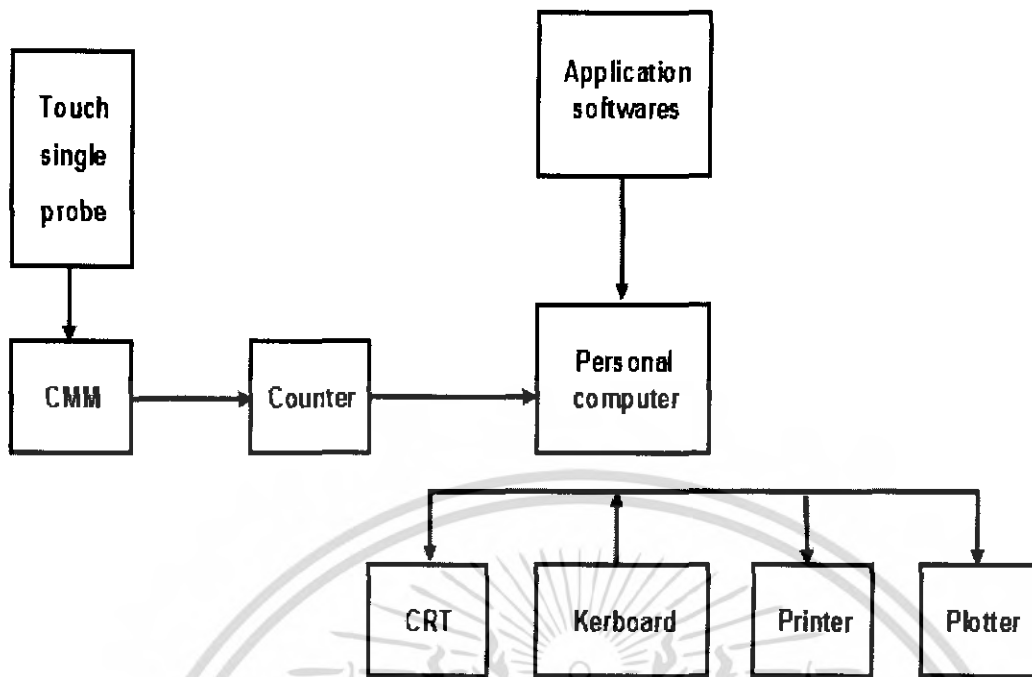 Touch
single
probe
Application
softwares
CMM
Counter
Personal
computer
CRT
Kerboard
Printer
Plotter